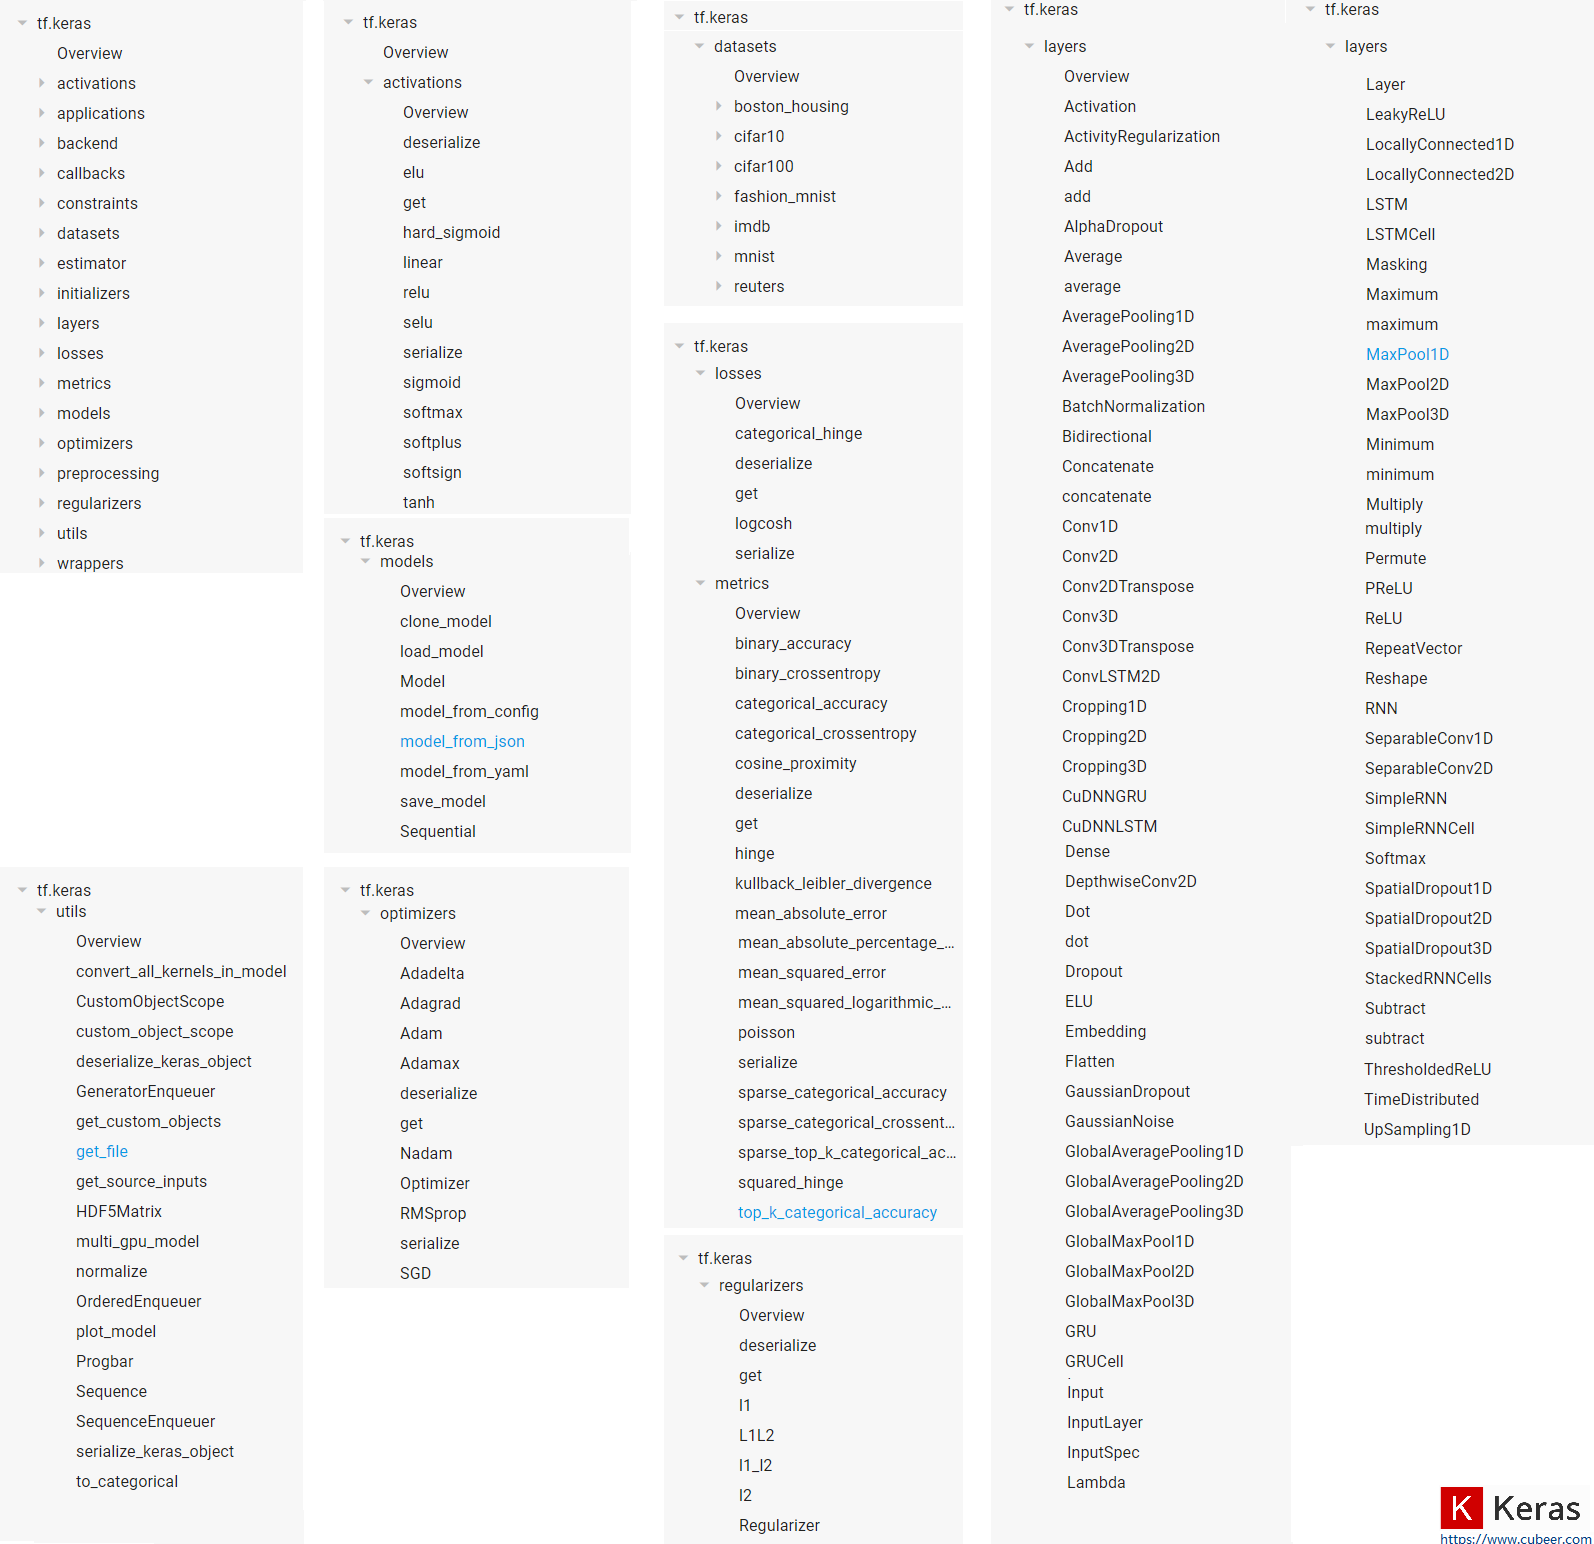 tf.keras
Overview
activations
applications
backend
callbacks
constraints
datasets
estimator
initializers
layers
losses
metrics
models
optimizers
preprocessing
regularizers
utils
wrappers
tf.keras
utils
Overview
convert_all_kernels_in_model
CustomObjectScope
custom_object_scope
deserialize_keras_object
GeneratorEnqueuer
get_custom_objects
get_file
get_source_inputs
HDF5Matrix
multi_gpu_model
normalize
OrderedEnqueuer
plot_model
Progbar
Sequence
SequenceEnqueuer
serialize_keras_object
to_categorical
tf.keras
Overview
activations
Overview
deserialize
elu
get
hard_sigmoid
linear
relu
selu
serialize
sigmoid
softmax
softplus
softsign
tanh
tf.keras
models
Overview
clone_model
load_model
Model
model_from_config
model_from_json
model_from_yaml
save_model
Sequential
tf.keras
optimizers
Overview
Adadelta
Adagrad
Adam
Adamax
deserialize
get
Nadam
Optimizer
RMSprop
serialize
SGD
tf.keras
datasets
Overview
boston_housing
cifar10
cifar100
fashion_mnist
imdb
mnist
reuters
tf.keras
losses
Overview
categorical_hinge
deserialize
get
logcosh
serialize
metrics
Overview
binary_accuracy
binary_crossentropy
categorical_accuracy
categorical_crossentropy
cosine_proximity
deserialize
get
hinge
kullback_leibler_divergence
mean_absolute_error
mean_absolute_percentage_...
mean_squared_error
mean_squared_logarithmic_...
poisson
serialize
sparse_categorical_accuracy
sparse_categorical_crossent...
sparse_top_k_categorical_ac...
squared_hinge
top_k_categorical_accuracy
tf.keras
regularizers
Overview
deserialize
get
l1
L1L2
l1_l2
l2
Regularizer
tf.keras
layers
Overview
Activation
ActivityRegularization
Add
add
AlphaDropout
Average
average
AveragePooling1D
AveragePooling2D
AveragePooling3D
BatchNormalization
Bidirectional
Concatenate
concatenate
Conv1D
Conv2D
Conv2DTranspose
Conv3D
Conv3DTranspose
ConvLSTM2D
Cropping1D
Cropping2D
Cropping3D
CuDNNGRU
CuDNNLSTM
Dense
DepthwiseConv2D
Dot
dot
Dropout
ELU
Embedding
Flatten
GaussianDropout
GaussianNoise
GlobalAveragePooling1D
GlobalAveragePooling2D
GlobalAveragePooling3D
GlobalMaxPool1D
GlobalMaxPool2D
GlobalMaxPool3D
GRU
GRUCell
Input
InputLayer
InputSpec
Lambda
tf.keras
layers
Layer
LeakyReLU
LocallyConnected1D
LocallyConnected2D
LSTM
LSTMCell
Masking
Maximum
maximum
MaxPool1D
MaxPool2D
MaxPool3D
Minimum
minimum
Multiply
multiply
Permute
PReLU
ReLU
RepeatVector
Reshape
RNN
SeparableConv1D
SeparableConv2D
SimpleRNN
SimpleRNNCell
Softmax
SpatialDropout1D
SpatialDropout2D
SpatialDropout3D
StackedRNNCells
Subtract
subtract
ThresholdedReLU
TimeDistributed
UpSampling1D
K Keras
https://www.cubeer.com